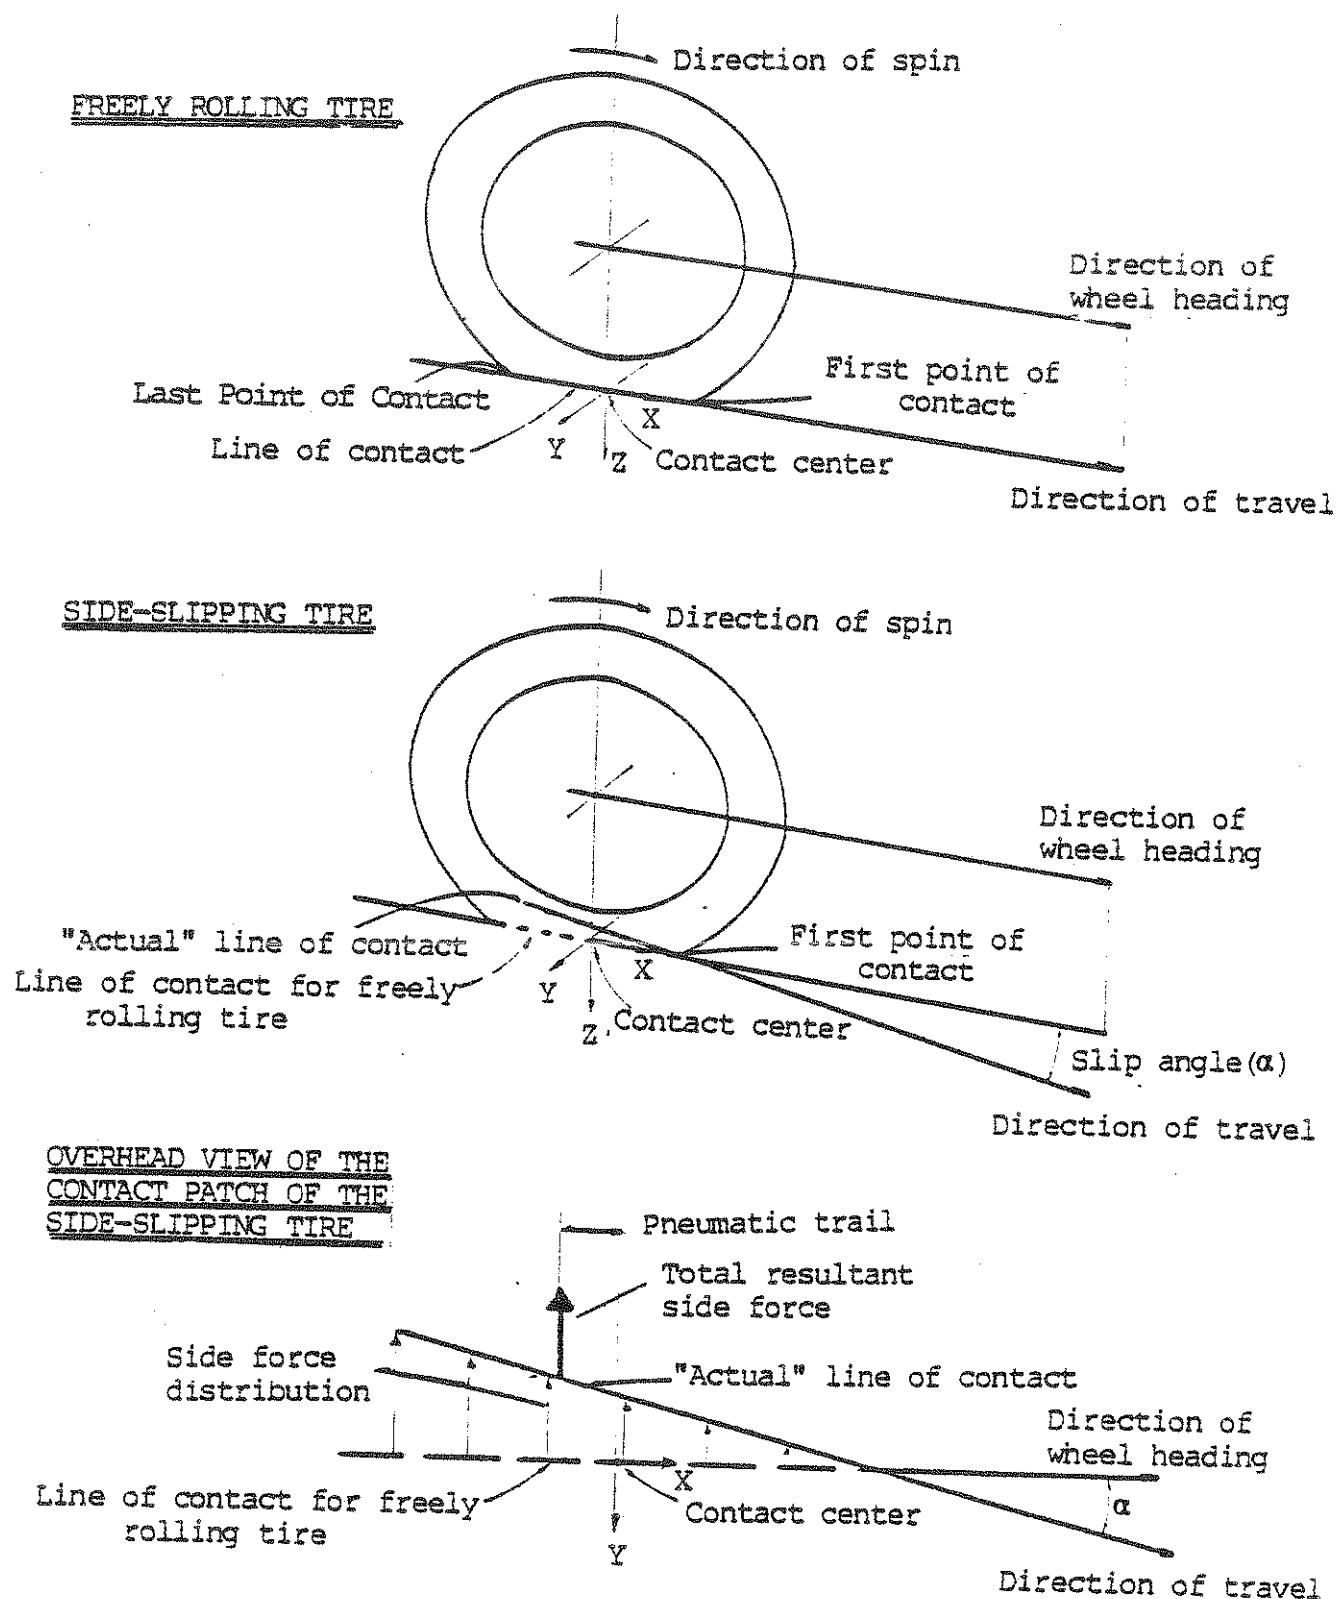 Direction of spin
FREELY ROLLING TIRE
Direction of
wheel heading
First point of
contact
Last Point of Contact
X
Line of contact
Y
Z
Contact center
Direction of travel
SIDE-SLIPPING TIRE
Direction of spin
Direction of
wheel heading
"Actual" line of contact
First point of
contact
Line of contact for freely
rolling tire
X
Y
Z
Contact center
Slip angle(α)
Direction of travel
OVERHEAD VIEW OF THE
CONTACT PATCH OF THE
SIDE-SLIPPING TIRE
Pneumatic trail
Total resultant
side force
Side force
distribution
"Actual" line of contact
Direction of
wheel heading
X
Line of contact for freely
rolling tire
Contact center
α
Y
Direction of travel